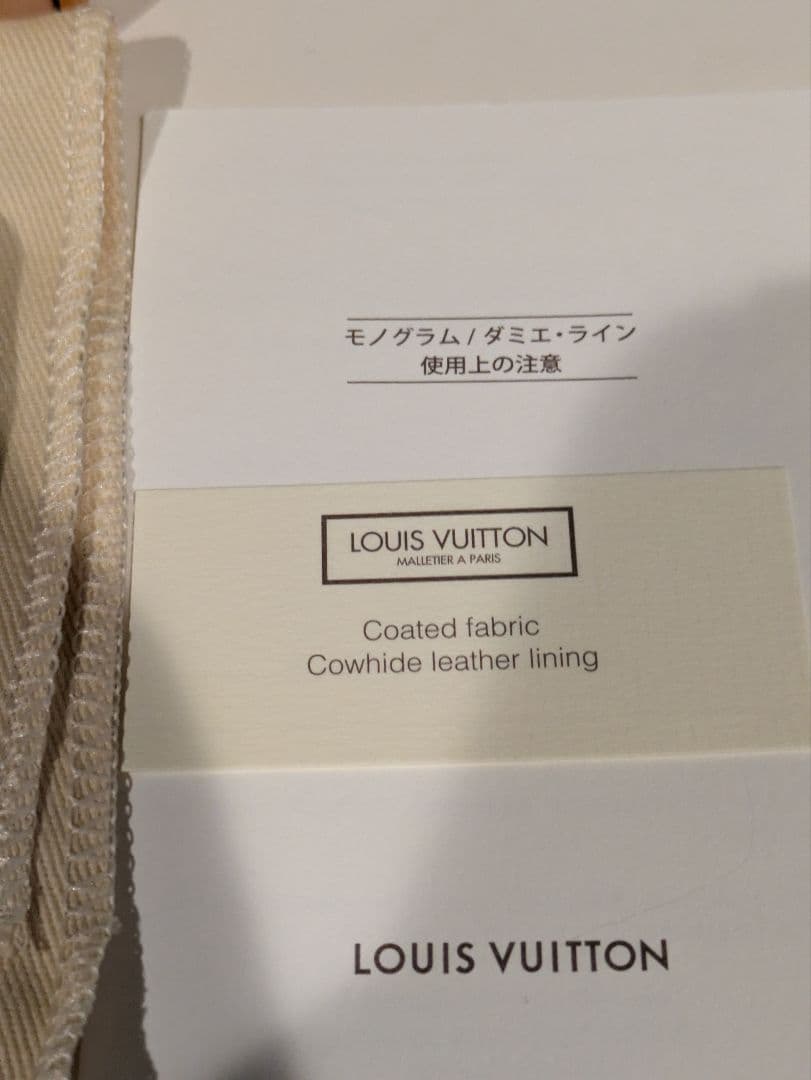 モノグラム / ダミエ・ライン
使用上の注意
LOUIS VUITTON
MALLETIER A PARIS
Coated fabric
Cowhide leather lining
LOUIS VUITTON